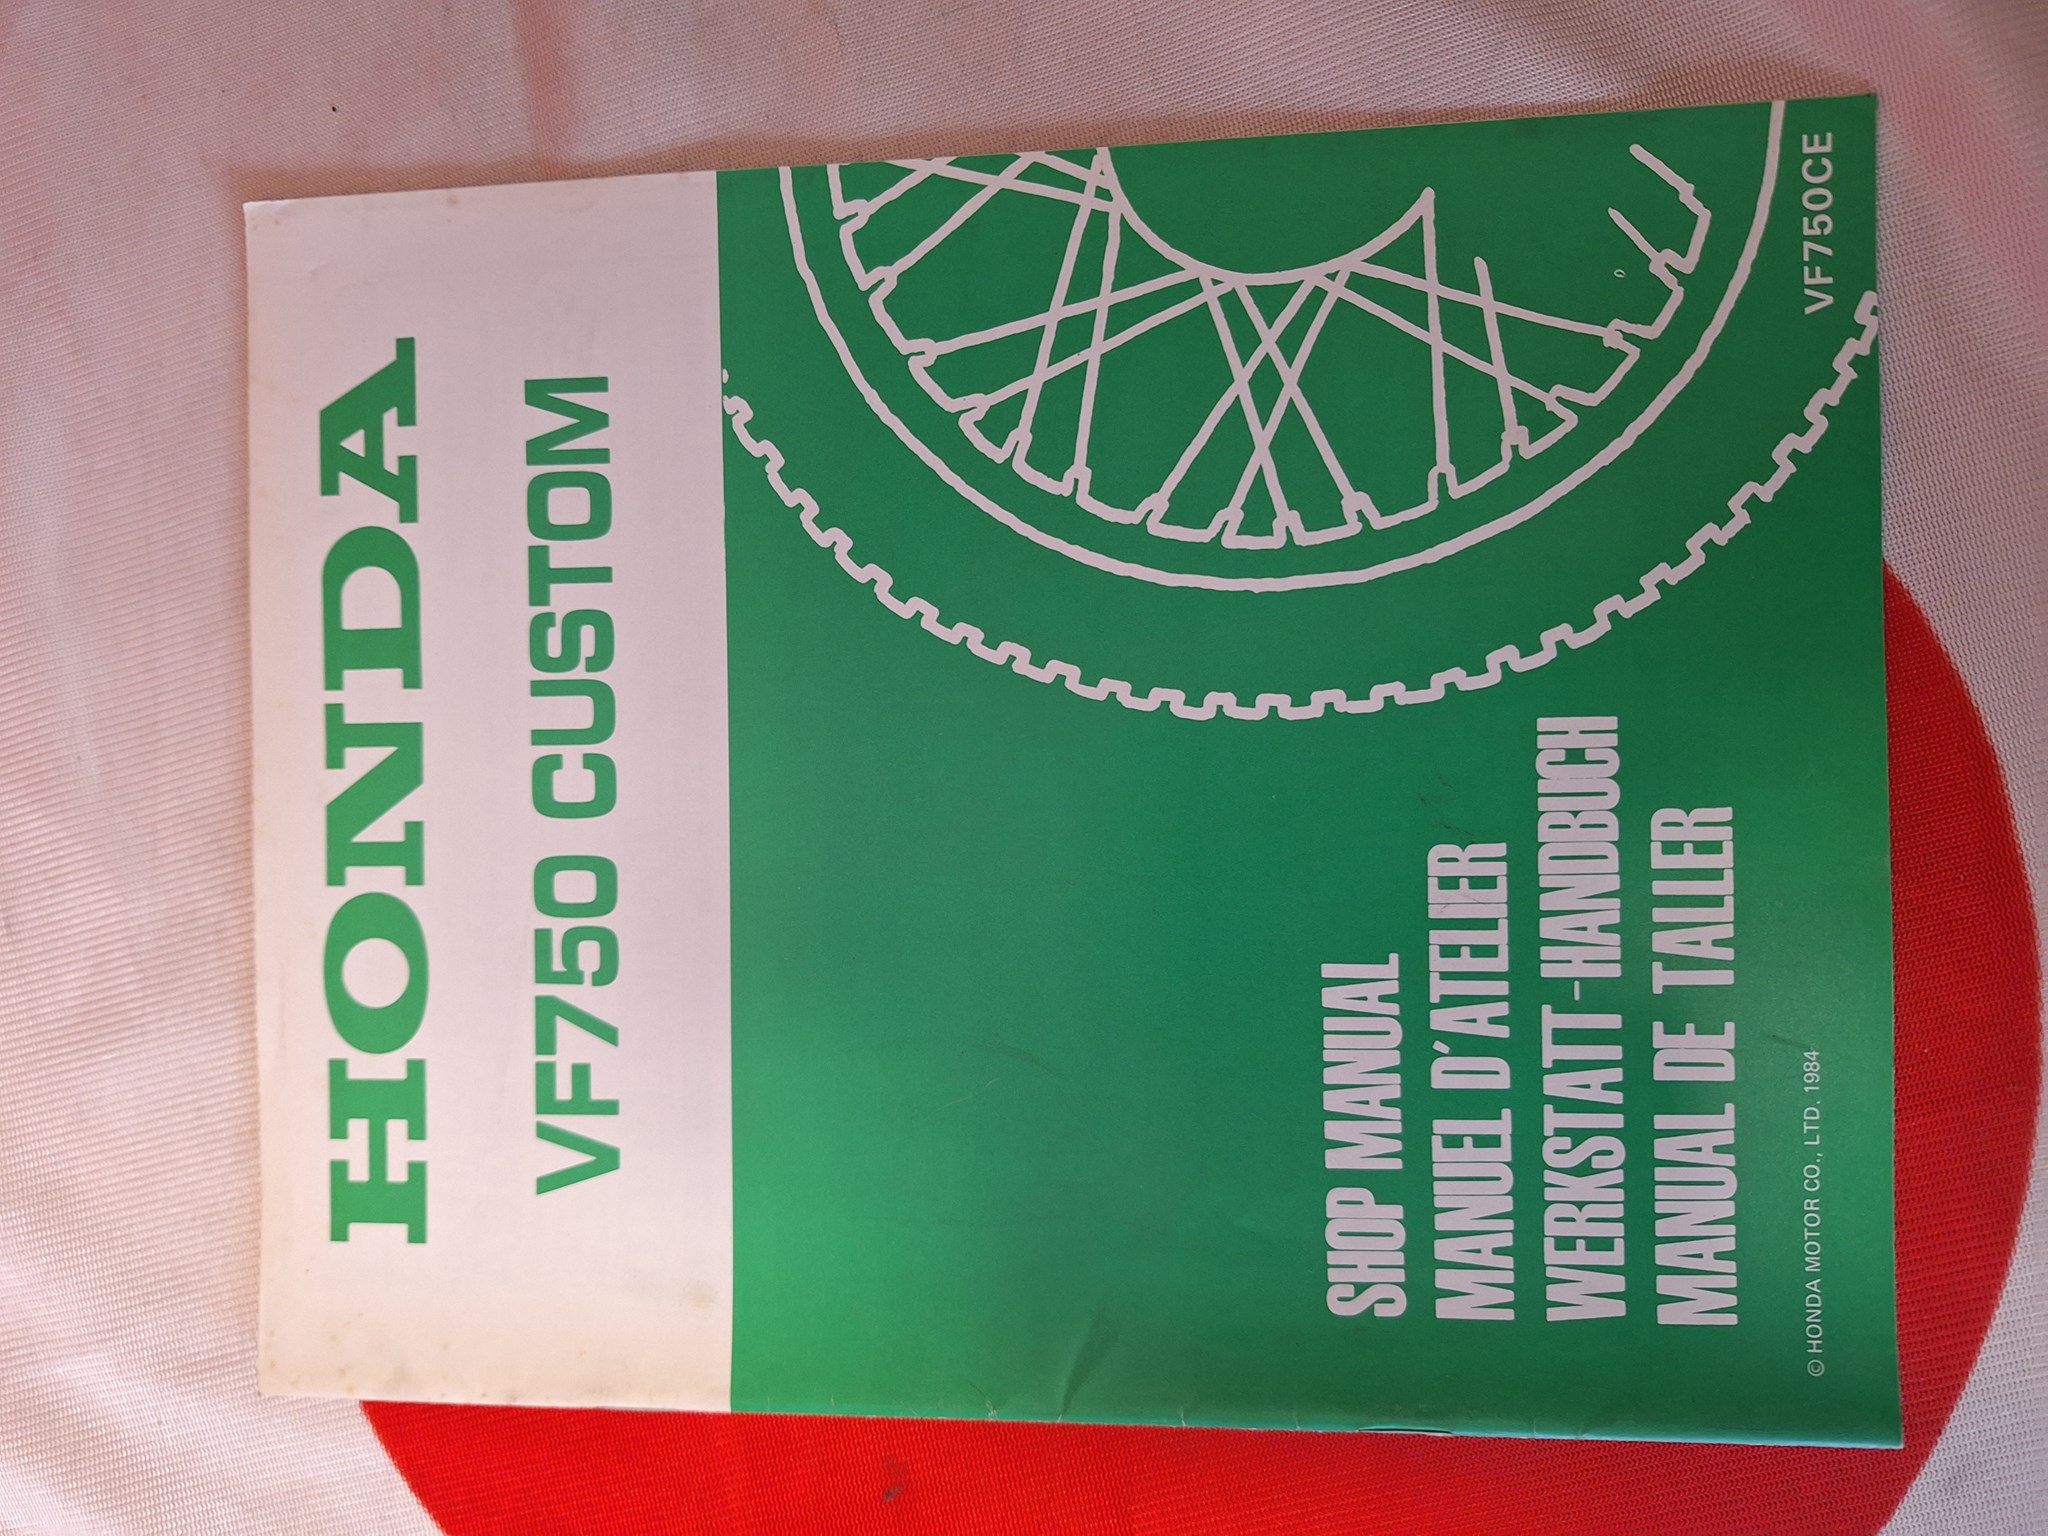 HONDA
VF750 CUSTOM
SHOP MANUAL
MANUEL D'ATELIER
WERKSTATT-HANDBUCH
MANUAL DE TALLER
© HONDA MOTOR CO., LTD. 1984
VF750CE